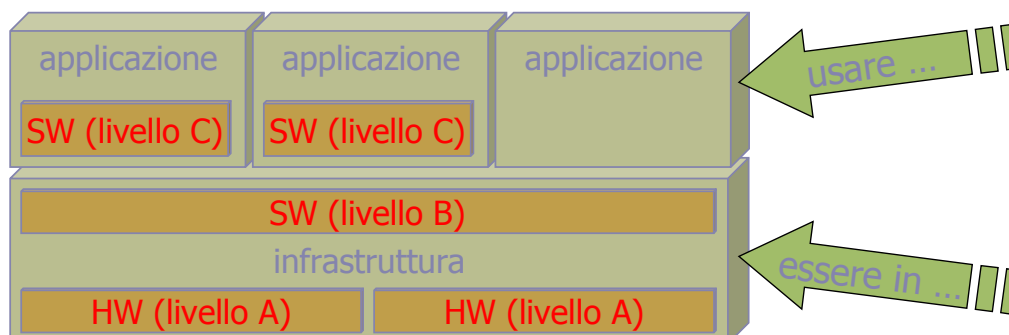 applicazione
applicazione
applicazione
usare ...
SW (livello C)
SW (livello C)
SW (livello B)
infrastruttura
essere in ...
HW (livello A)
HW (livello A)